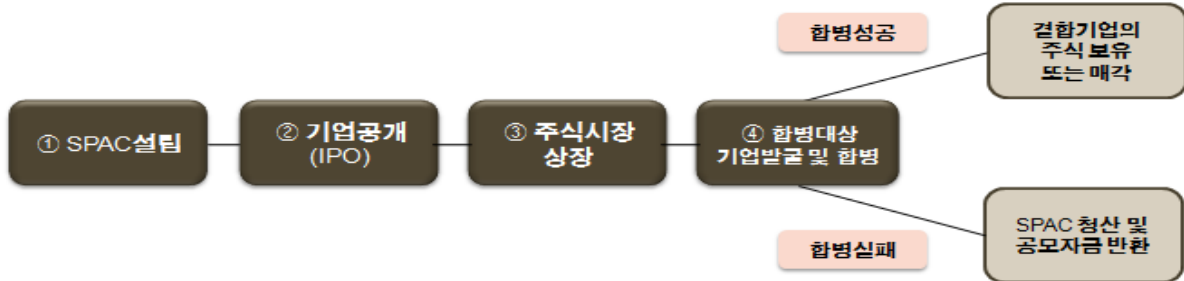 ① SPAC설립
② 기업공개
(IPO)
③ 주식시장
상장
④ 합병대상
기업발굴 및 합병
합병성공
결합기업의
주식 보유
또는 매각
합병실패
SPAC 청산 및
공모자금 반환